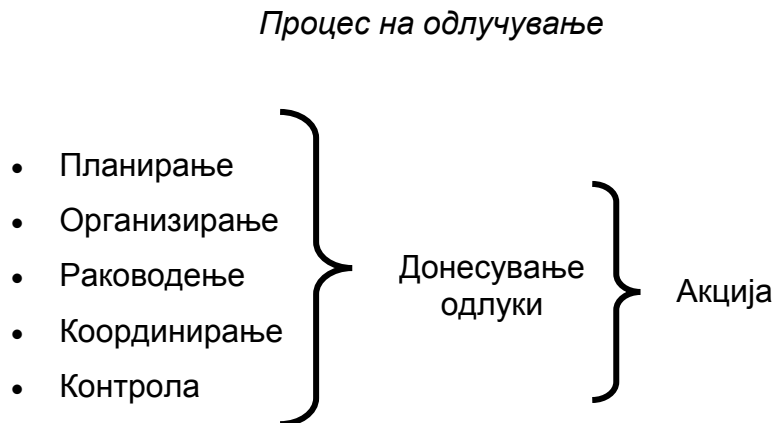 Процес на одлучување
• Планирање
• Организирање
• Раководење
• Координирање
• Контрола
Донесување
одлуки
Акција